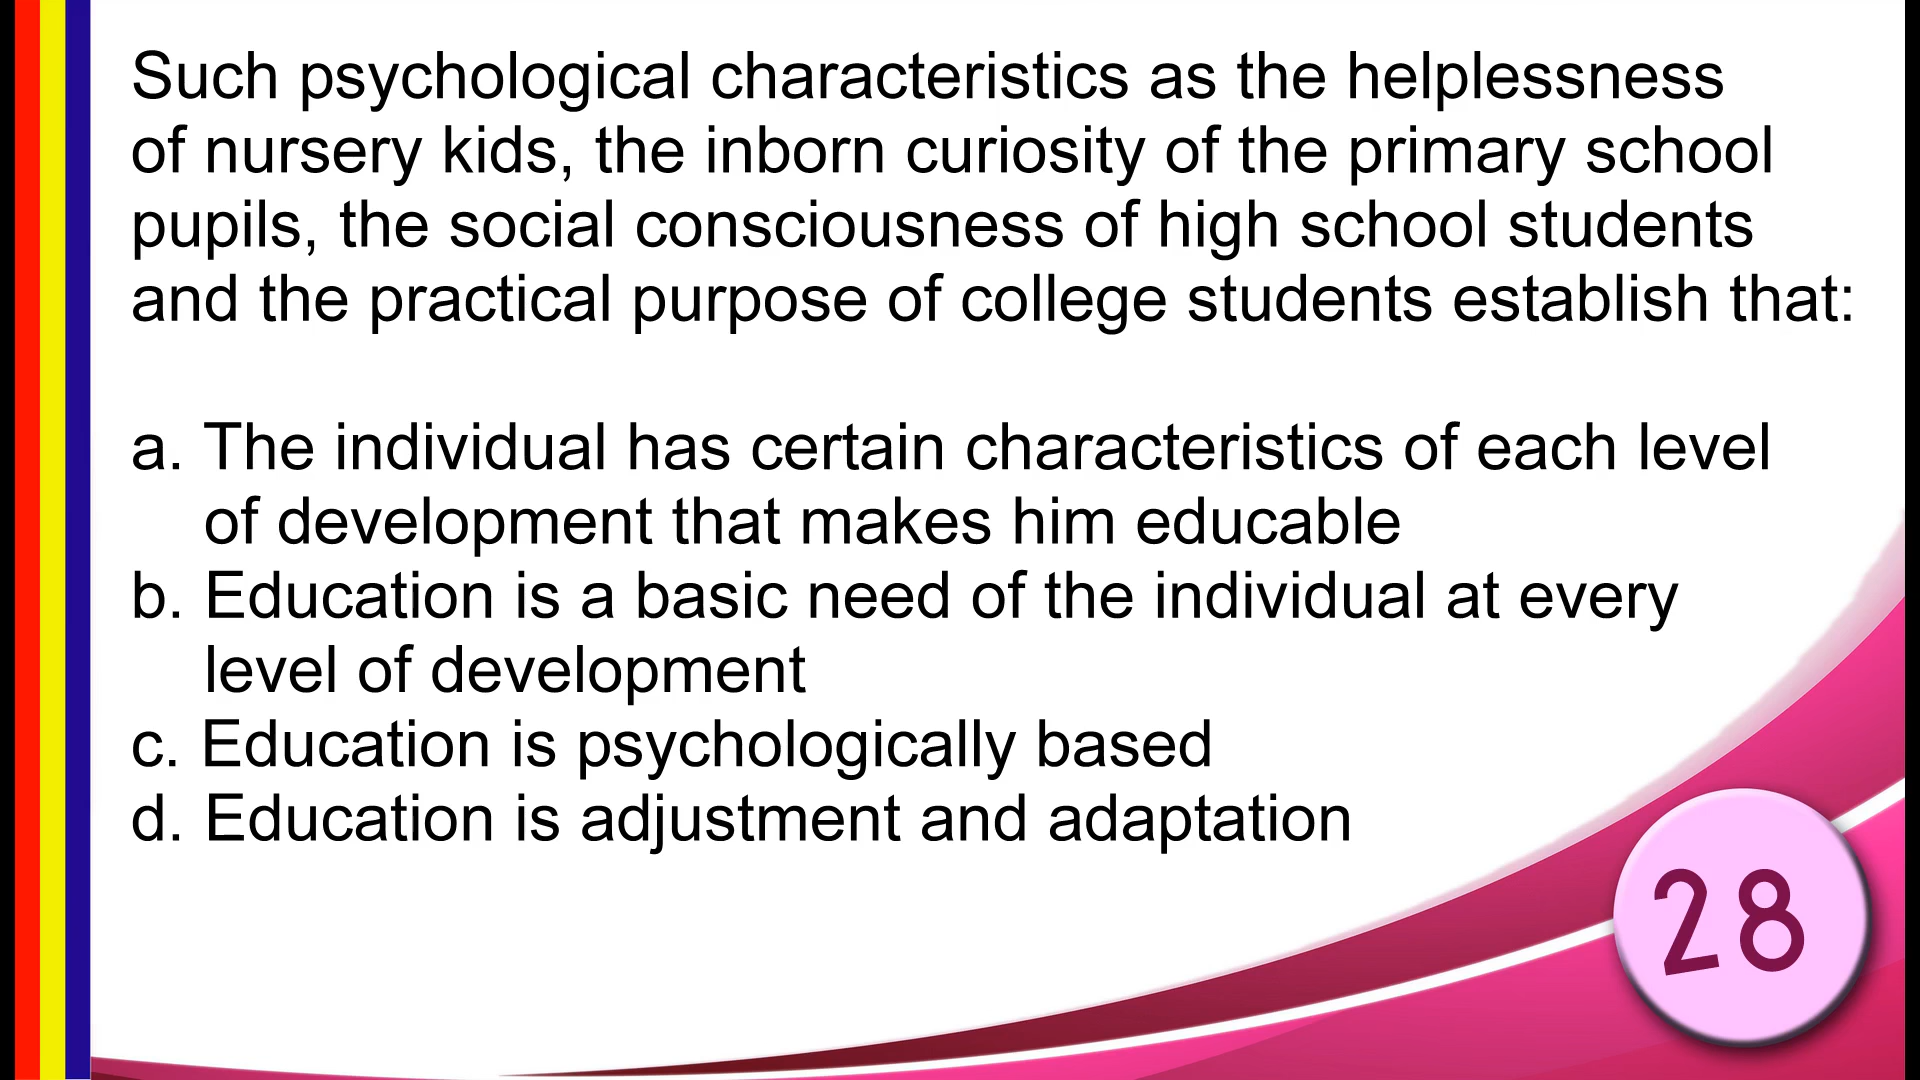 Such psychological characteristics as the helplessness
of nursery kids, the inborn curiosity of the primary school
pupils, the social consciousness of high school students
and the practical purpose of college students establish that:
a. The individual has certain characteristics of each level
of development that makes him educable
b. Education is a basic need of the individual at every
level of development
c. Education is psychologically based
d. Education is adjustment and adaptation
28